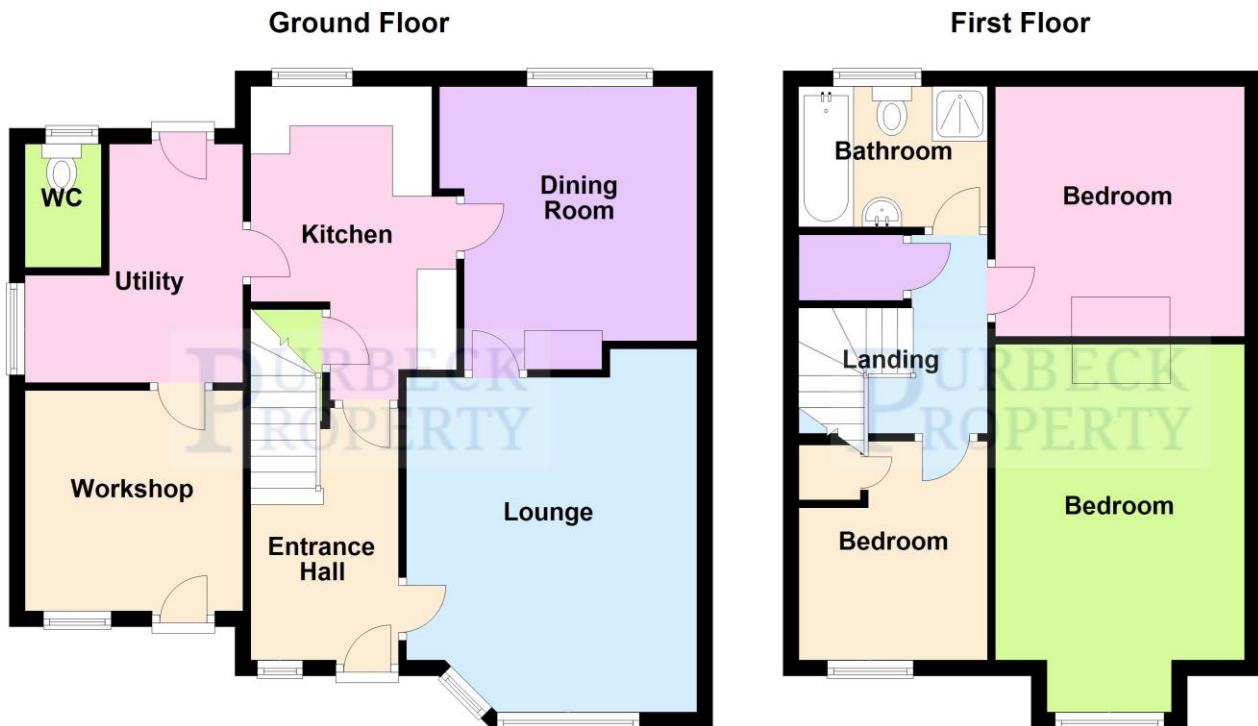 Ground Floor
First Floor
WC
Utility
Kitchen
Dining
Room
Workshop
Entrance
Hall
Lounge
Bathroom
Bedroom
Landing
Bedroom
Bedroom
PURBECK
PROPERTY
PURBECK
PROPERTY